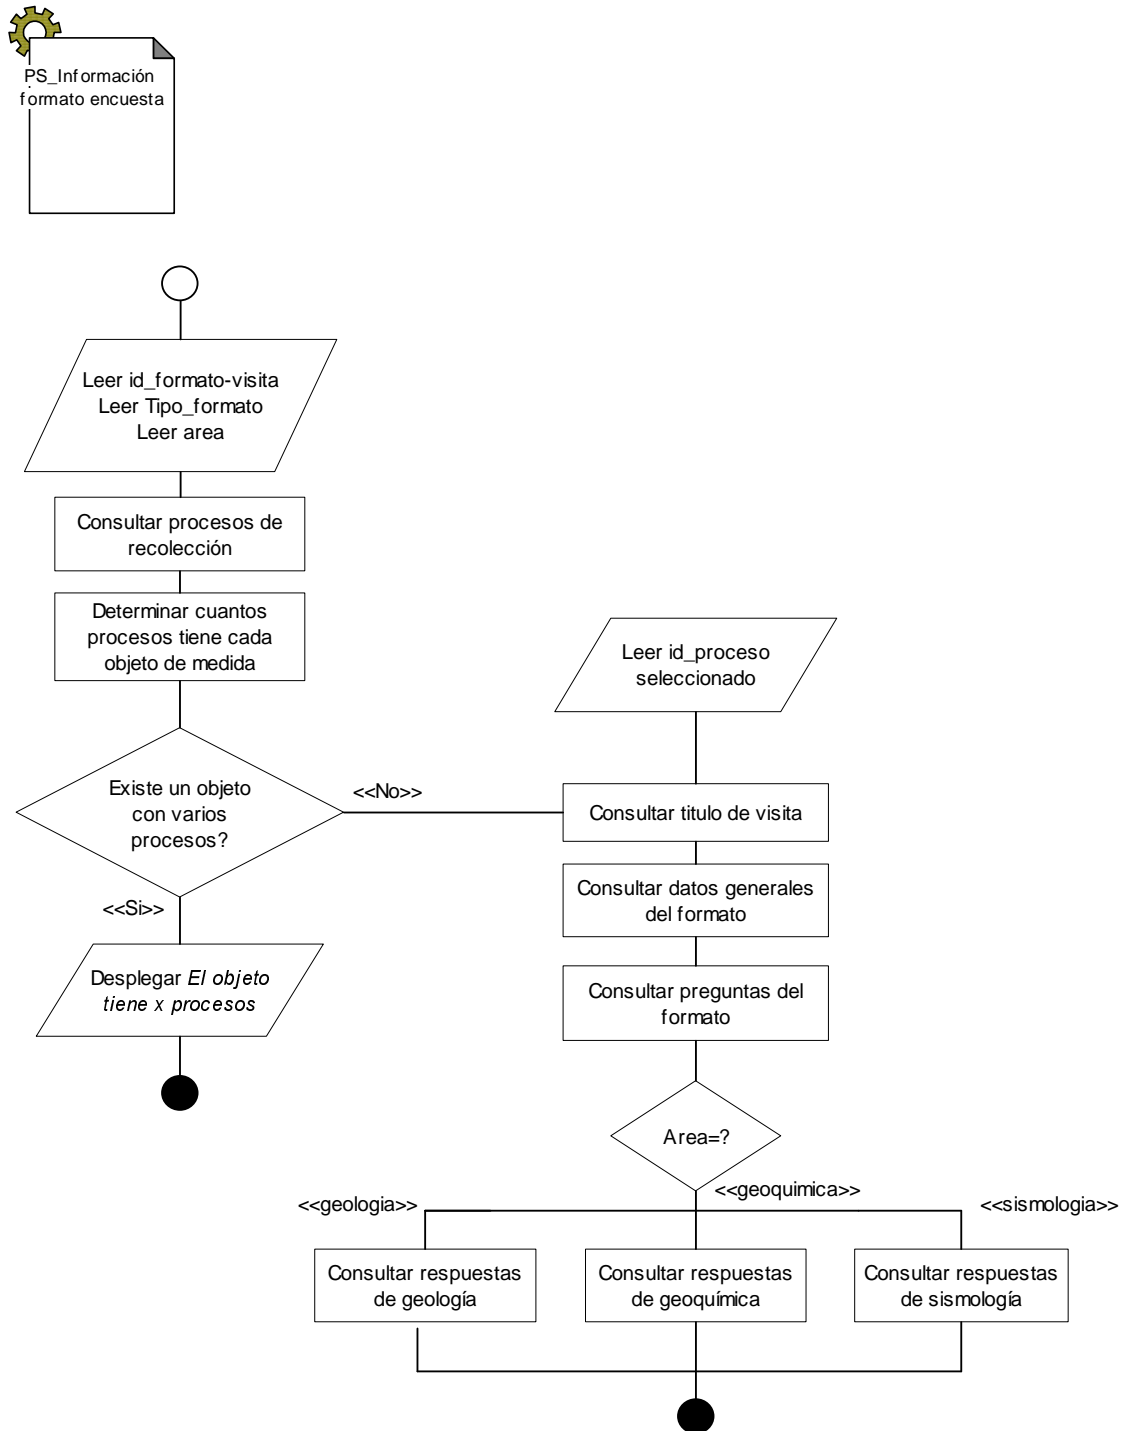 PS_Información
formato encuesta
Leer id_formato-visita
Leer Tipo_formato
Leer area
Consultar procesos de
recolección
Determinar cuantos
procesos tiene cada
objeto de medida
Existe un objeto
con varios
procesos?
<<No>>
<<Si>>
Desplegar El objeto
tiene x procesos
Leer id_proceso
seleccionado
Consultar titulo de visita
Consultar datos generales
del formato
Consultar preguntas del
formato
Area=?
<<geologia>>
<<geoquimica>>
<<sismologia>>
Consultar respuestas
de geología
Consultar respuestas
de geoquímica
Consultar respuestas
de sismología